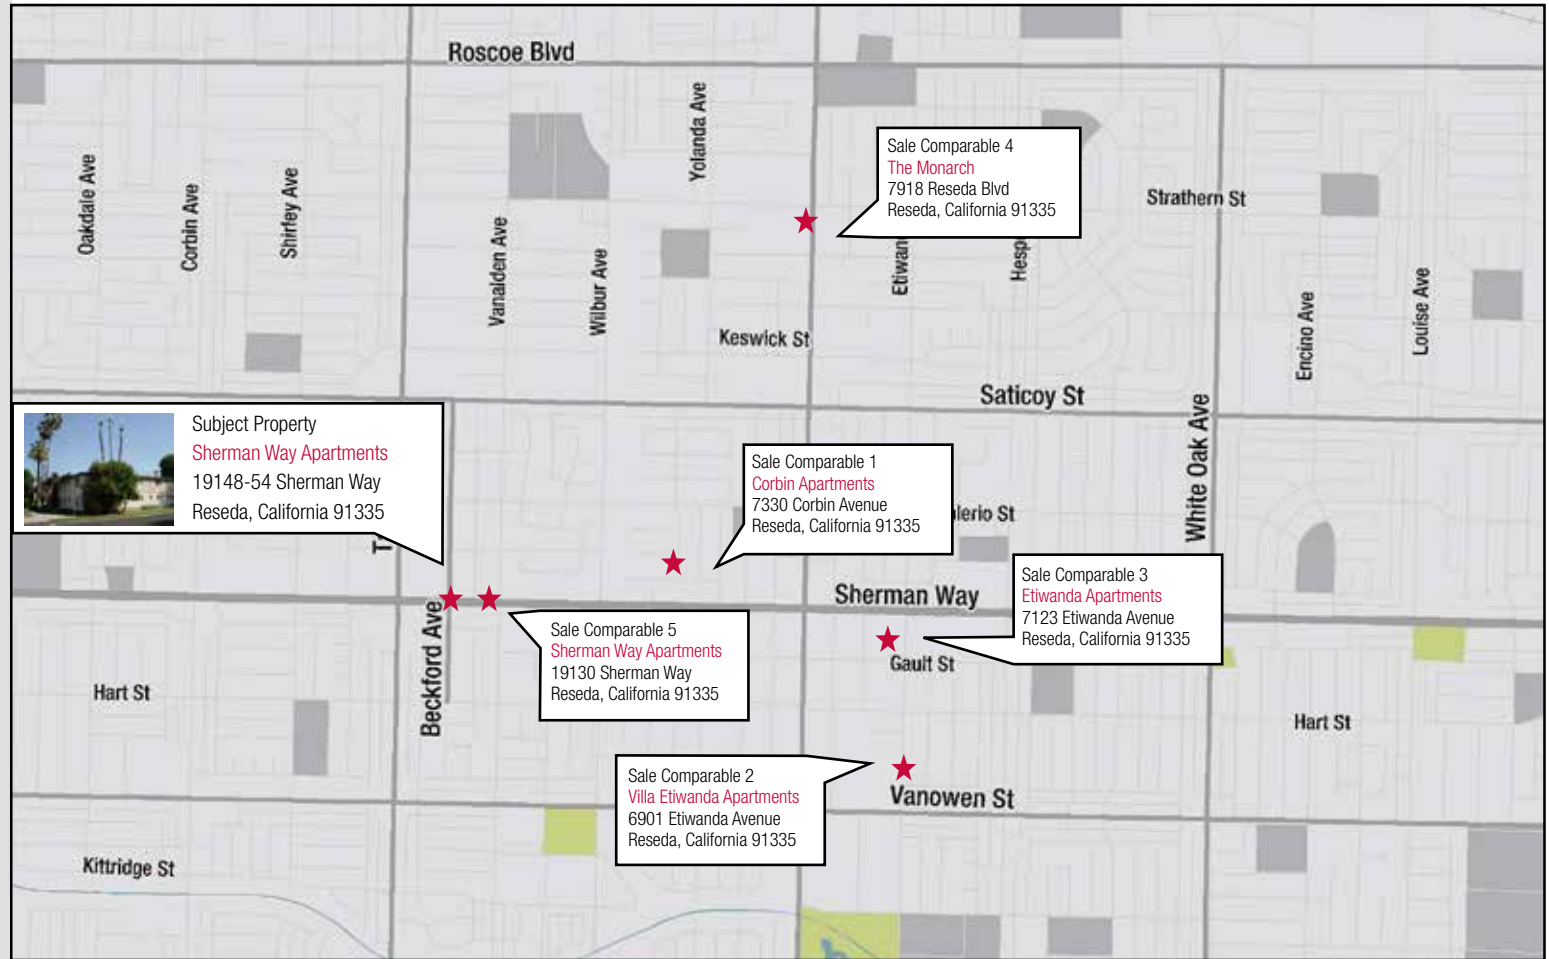 Roscoe Blvd
Yolanda Ave
Oakdale Ave
Corbin Ave
Shirley Ave
Vanalden Ave
Wilbur Ave
Sale Comparable 4
The Monarch
7918 Reseda Blvd
Reseda, California 91335
Strathern St
Keswick St
Encino Ave
Louise Ave
Saticoy St
White Oak Ave
Subject Property
Sherman Way Apartments
19148-54 Sherman Way
Reseda, California 91335
Sale Comparable 1
Corbin Apartments
7330 Corbin Avenue
Reseda, California 91335
St
Sherman Way
Sale Comparable 3
Etiwanda Apartments
7123 Etiwanda Avenue
Reseda, California 91335
Beckford Ave
Sale Comparable 5
Sherman Way Apartments
19130 Sherman Way
Reseda, California 91335
Gault St
Hart St
Hart St
Sale Comparable 2
Villa Etiwanda Apartments
6901 Etiwanda Avenue
Reseda, California 91335
Vanowen St
Kittridge St